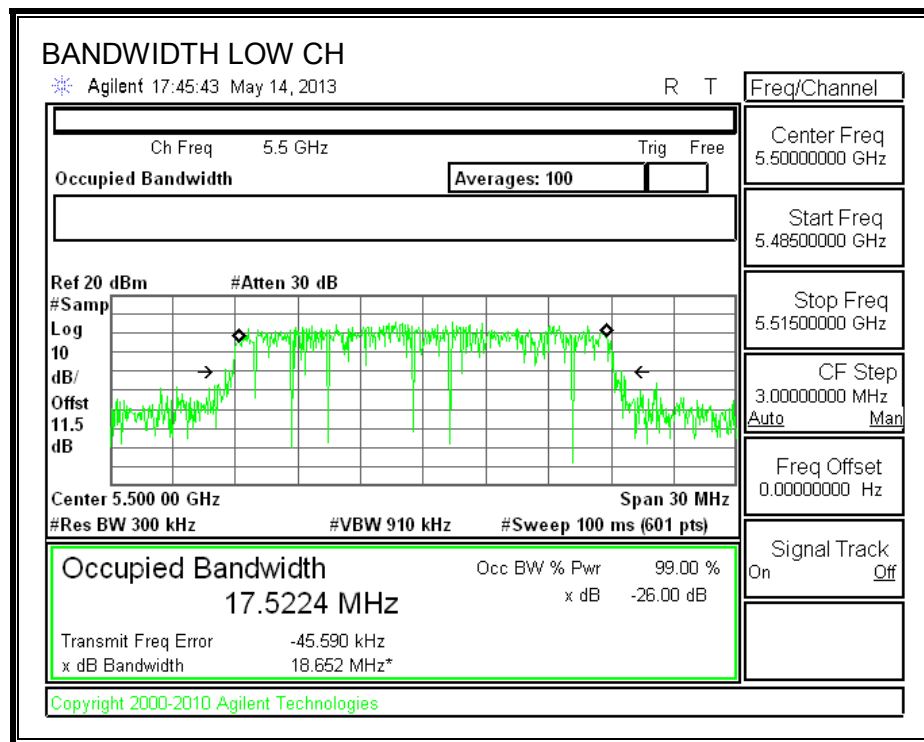 BANDWIDTH LOW CH
Agilent 17:45:43 May 14, 2013 R T
Ch Freq 5.5 GHz Trig Free
Occupied Bandwidth Averages: 100
Ref 20 dBm #Atten 30 dB
#Samp
Log
10
dB/
Offst
11.5
dB
Center 5.500 00 GHz Span 30 MHz
#Res BW 300 kHz #VBW 910 kHz #Sweep 100 ms (601 pts)
Occupied Bandwidth Occ BW % Pwr 99.00 %
17.5224 MHz x dB -26.00 dB
Transmit Freq Error -45.590 kHz
x dB Bandwidth 18.652 MHz*
Copyright 2000-2010 Agilent Technologies
Freq/Channel
Center Freq
5.50000000 GHz
Start Freq
5.48500000 GHz
Stop Freq
5.51500000 GHz
CF Step
3.00000000 MHz
Auto Man
Freq Offset
0.00000000 Hz
Signal Track
On Off